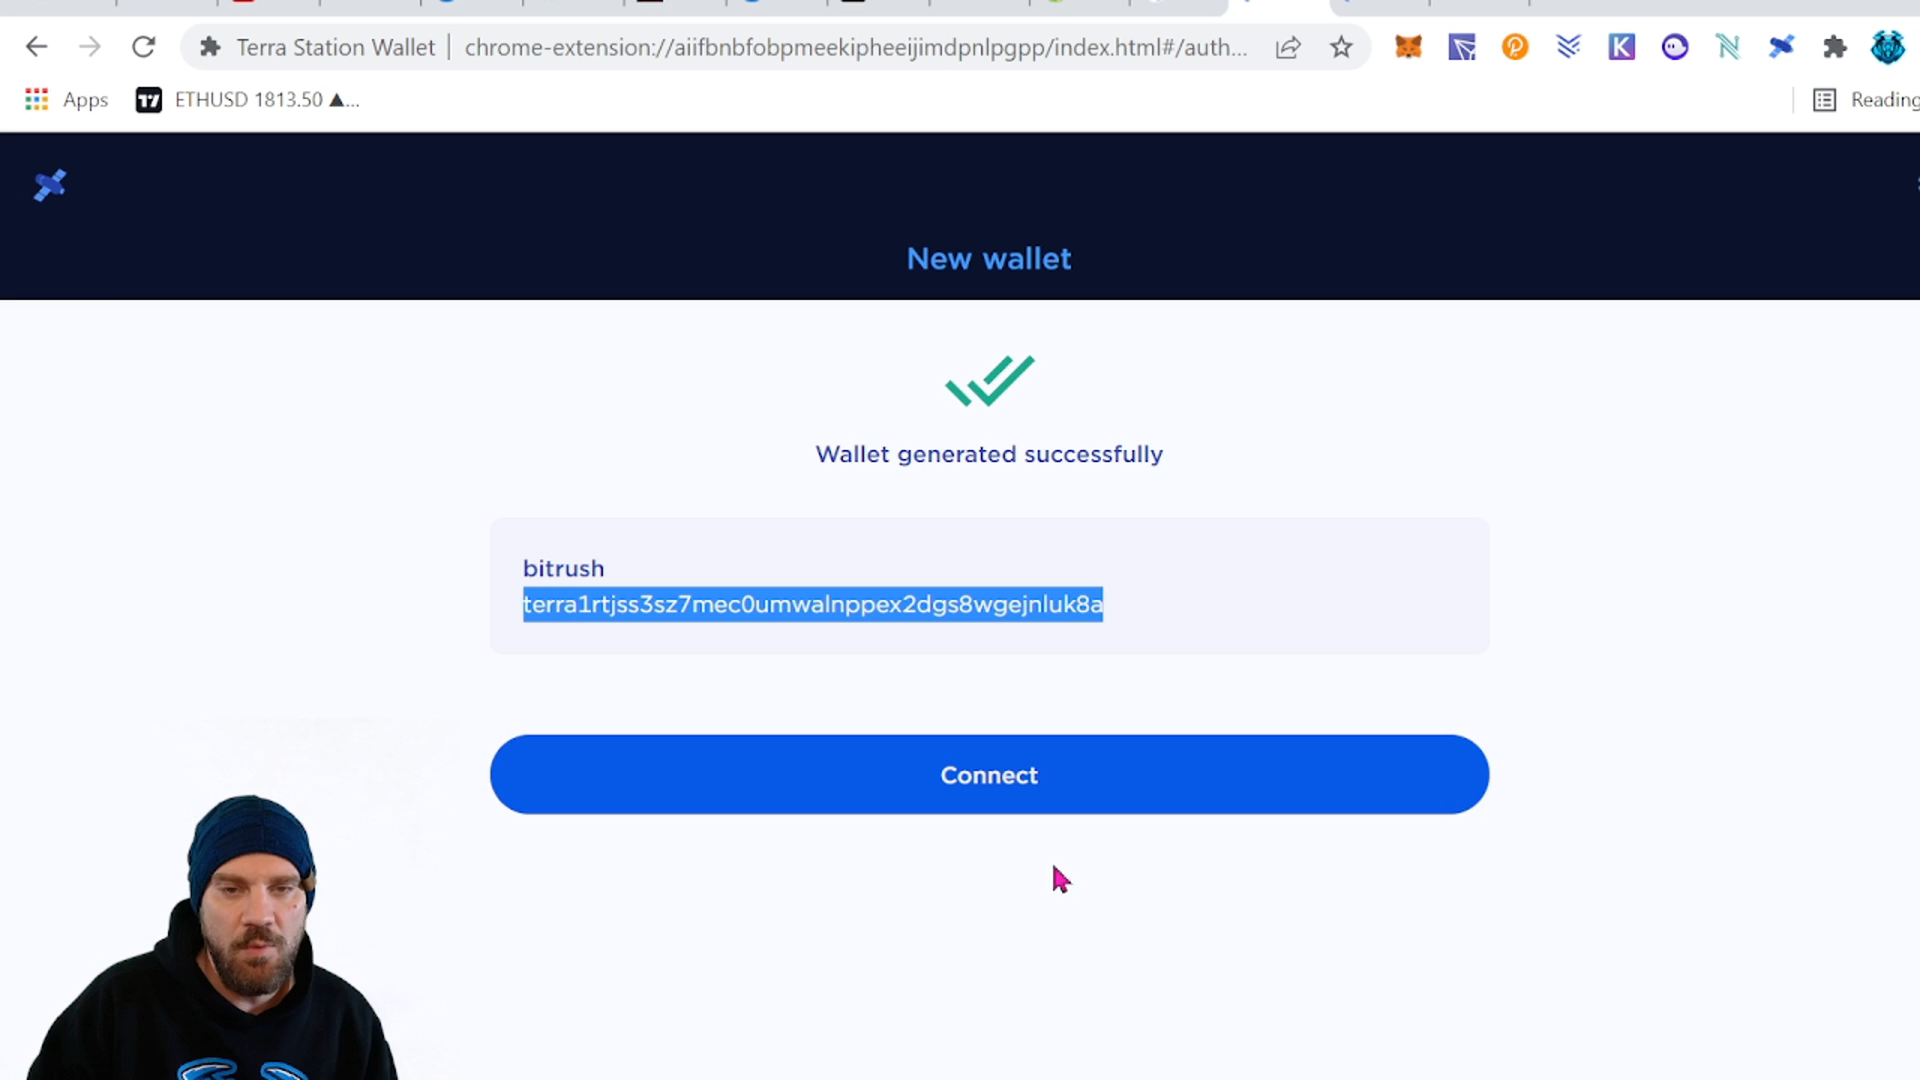 Terra Station Wallet | chrome-extension://aiifbnbfobpmeekipheeijimdpnlpgpp/index.html#/auth...
Apps
ETHUSD 1813.50 ▲...
Reading
New wallet
Wallet generated successfully
bitrush
terra1rtjss3sz7mec0umwalnppex2dgs8wgejnluk8a
Connect